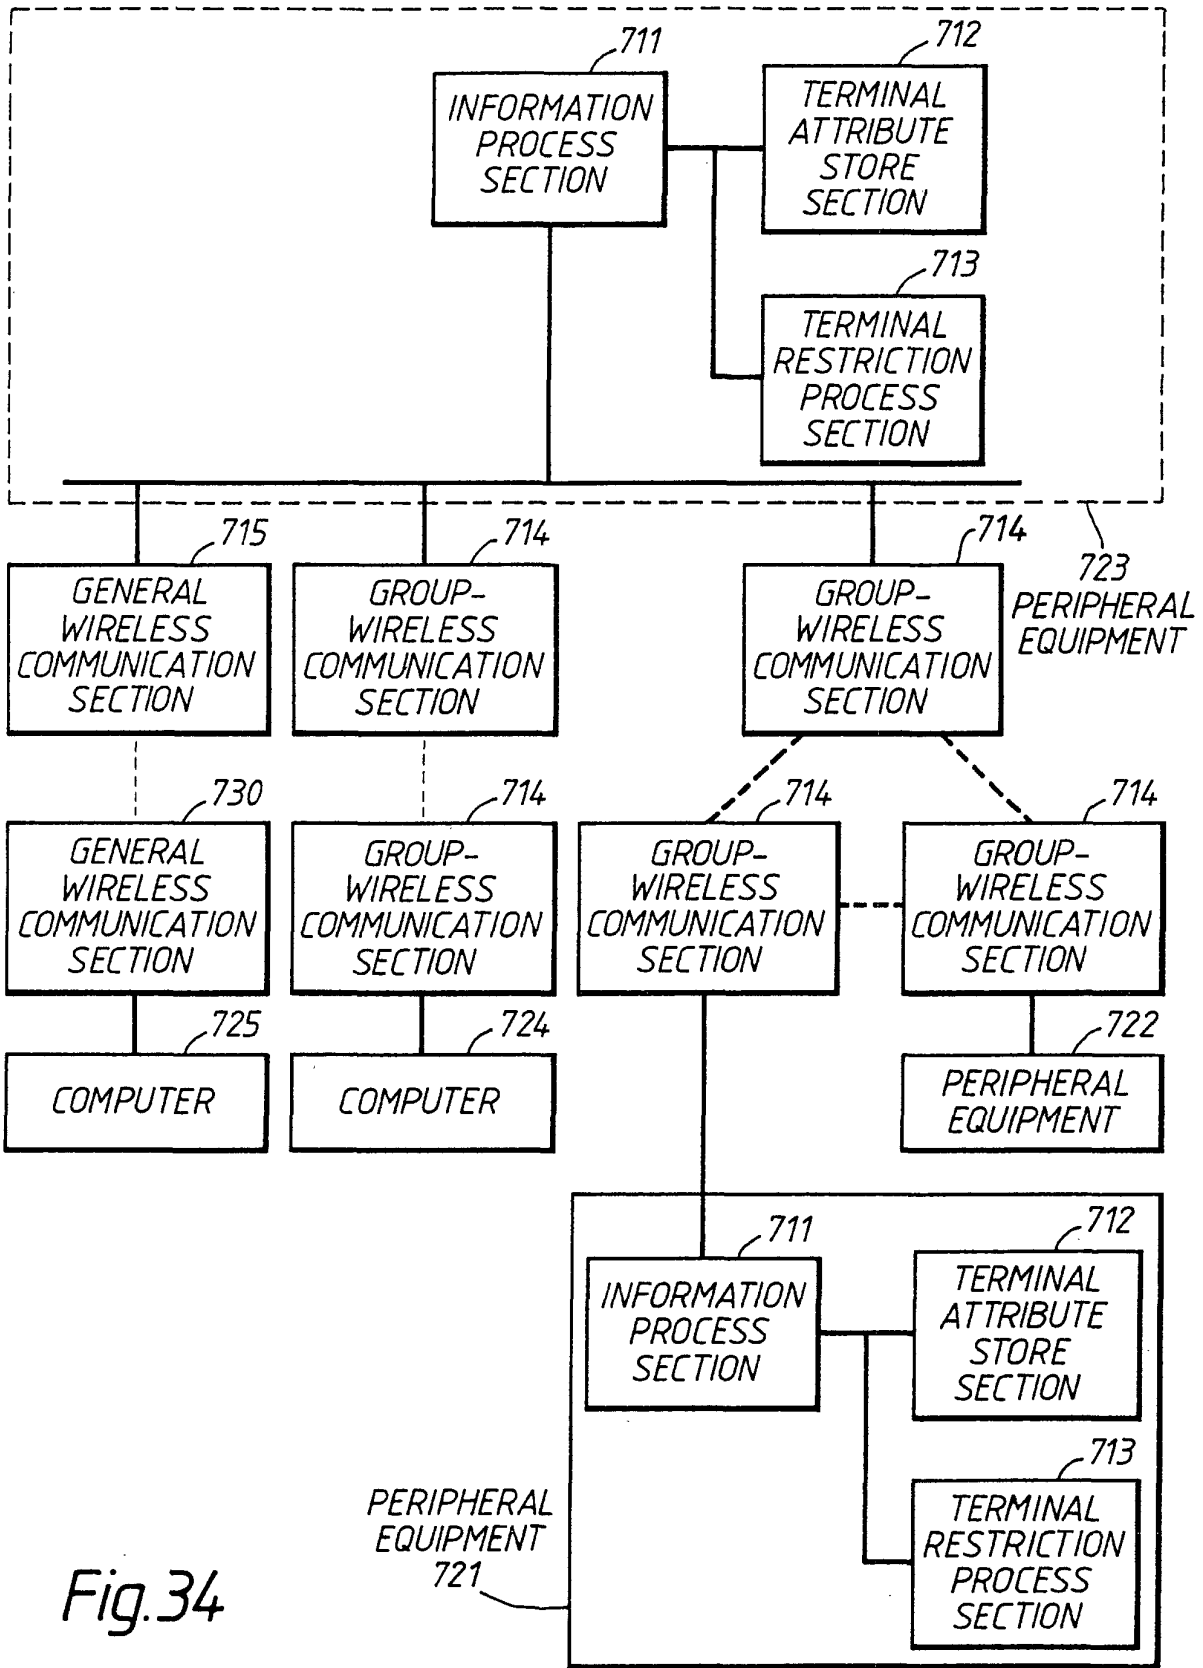 711
INFORMATION
PROCESS
SECTION
712
TERMINAL
ATTRIBUTE
STORE
SECTION
713
TERMINAL
RESTRICTION
PROCESS
SECTION
715
GENERAL
WIRELESS
COMMUNICATION
SECTION
714
GROUP-
WIRELESS
COMMUNICATION
SECTION
714
GROUP-
WIRELESS
COMMUNICATION
SECTION
723
PERIPHERAL
EQUIPMENT
730
GENERAL
WIRELESS
COMMUNICATION
SECTION
714
GROUP-
WIRELESS
COMMUNICATION
SECTION
714
GROUP-
WIRELESS
COMMUNICATION
SECTION
714
GROUP-
WIRELESS
COMMUNICATION
SECTION
725
COMPUTER
724
COMPUTER
722
PERIPHERAL
EQUIPMENT
711
INFORMATION
PROCESS
SECTION
712
TERMINAL
ATTRIBUTE
STORE
SECTION
713
TERMINAL
RESTRICTION
PROCESS
SECTION
PERIPHERAL
EQUIPMENT
721
Fig.34